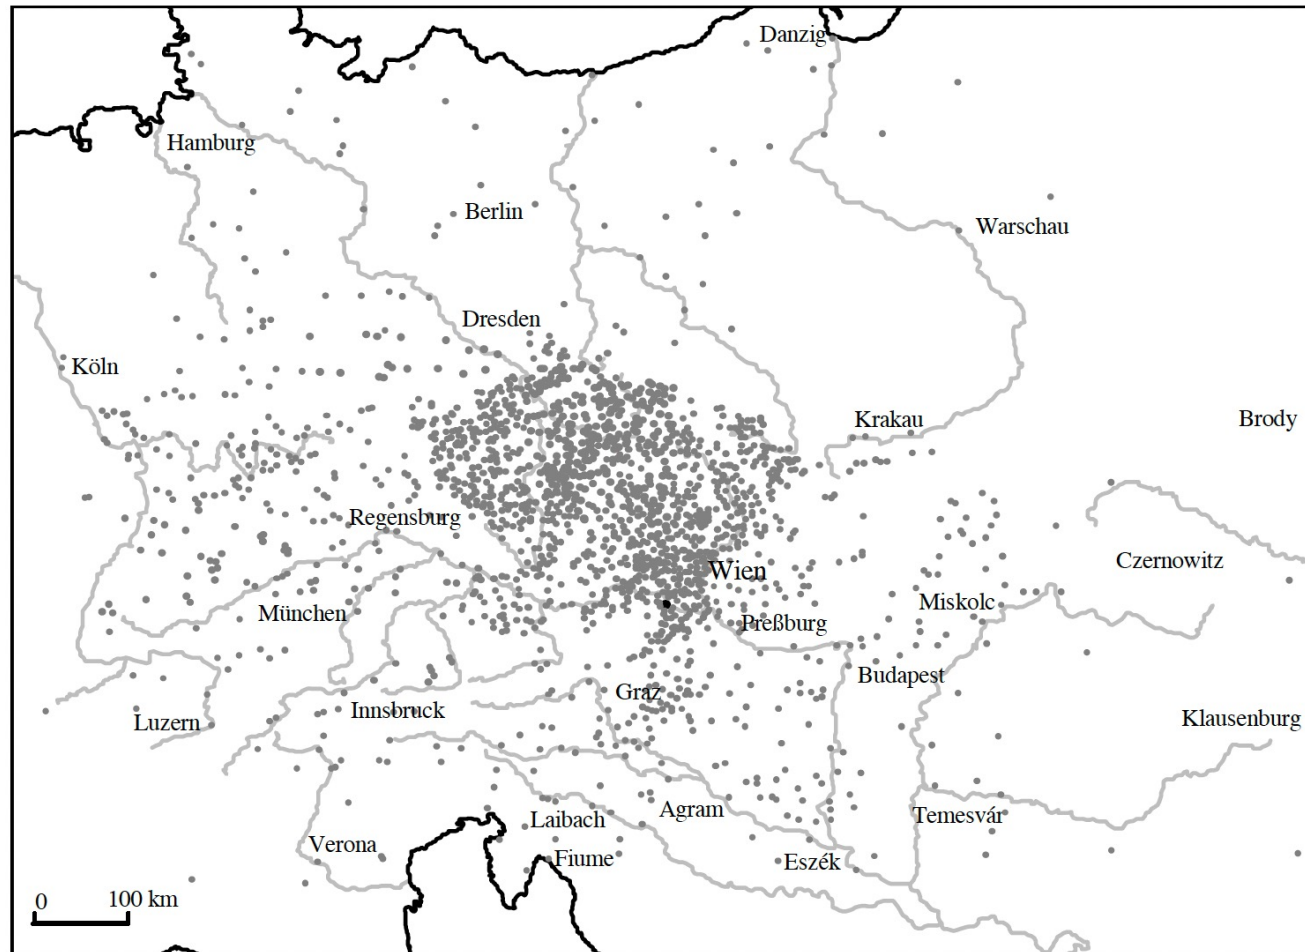 Danzig
Hamburg
Berlin
Warschau
Dresden
Köln
Krakau
Brody
Regensburg
Czernowitz
Wien
Miskolc
München
Preßburg
Budapest
Graz
Innsbruck
Luzern
Klausenburg
Agram
Laibach
Temesvár
Verona
Fiume
Eszék
0 100 km